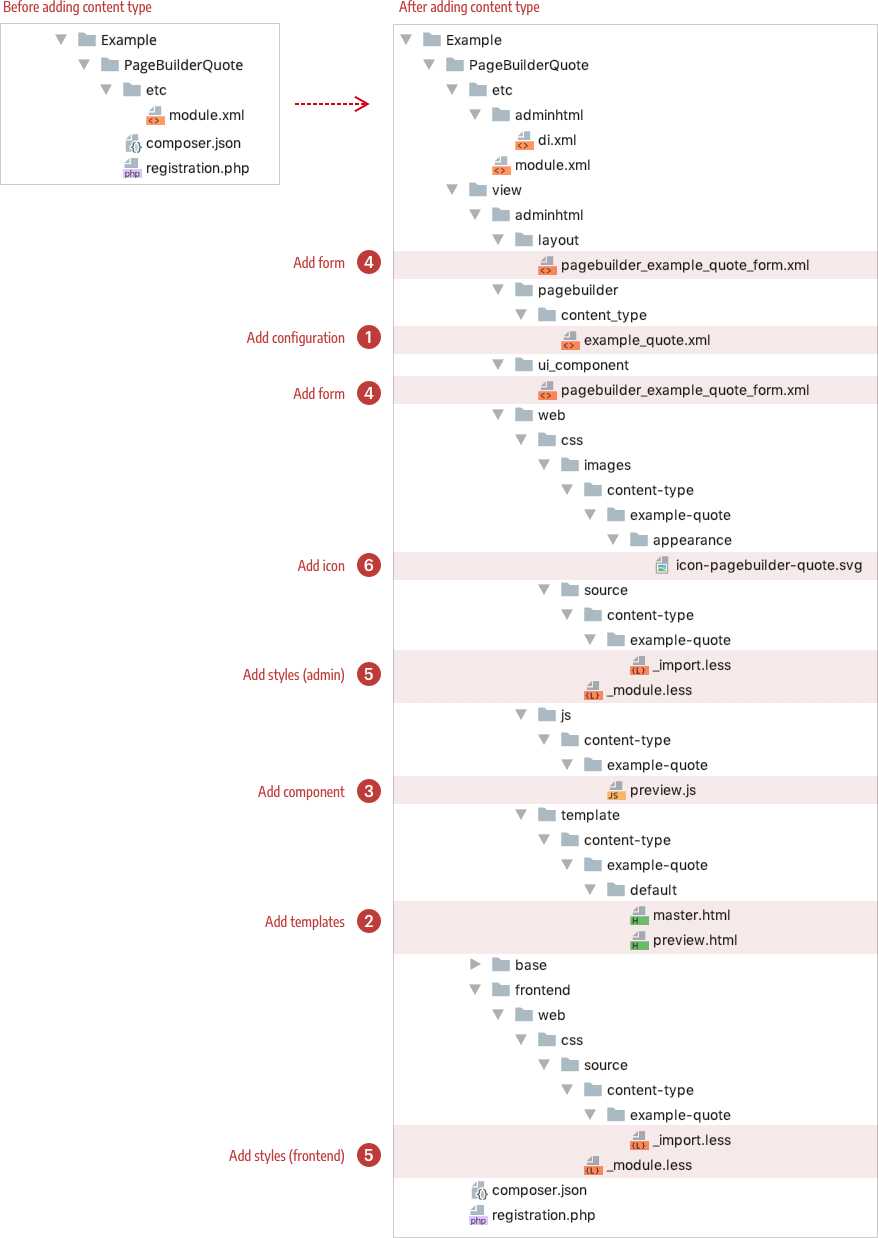 Before adding content type
Example
PageBuilderQuote
etc
module.xml
composer.json
registration.php
After adding content type
Example
PageBuilderQuote
etc
adminhtml
di.xml
module.xml
view
adminhtml
layout
Add form 4 pagebuilder_example_quote_form.xml
pagebuilder
content_type
Add configuration 1 example_quote.xml
ui_component
Add form 4 pagebuilder_example_quote_form.xml
web
css
images
content-type
example-quote
appearance
Add icon 6 icon-pagebuilder-quote.svg
source
content-type
example-quote
_import.less
Add styles (admin) 5
_module.less
js
content-type
example-quote
Add component 3 JS preview.js
template
content-type
example-quote
default
H master.html
Add templates 2
H preview.html
base
frontend
web
css
source
content-type
example-quote
_import.less
Add styles (frontend) 5
_module.less
composer.json
php registration.php